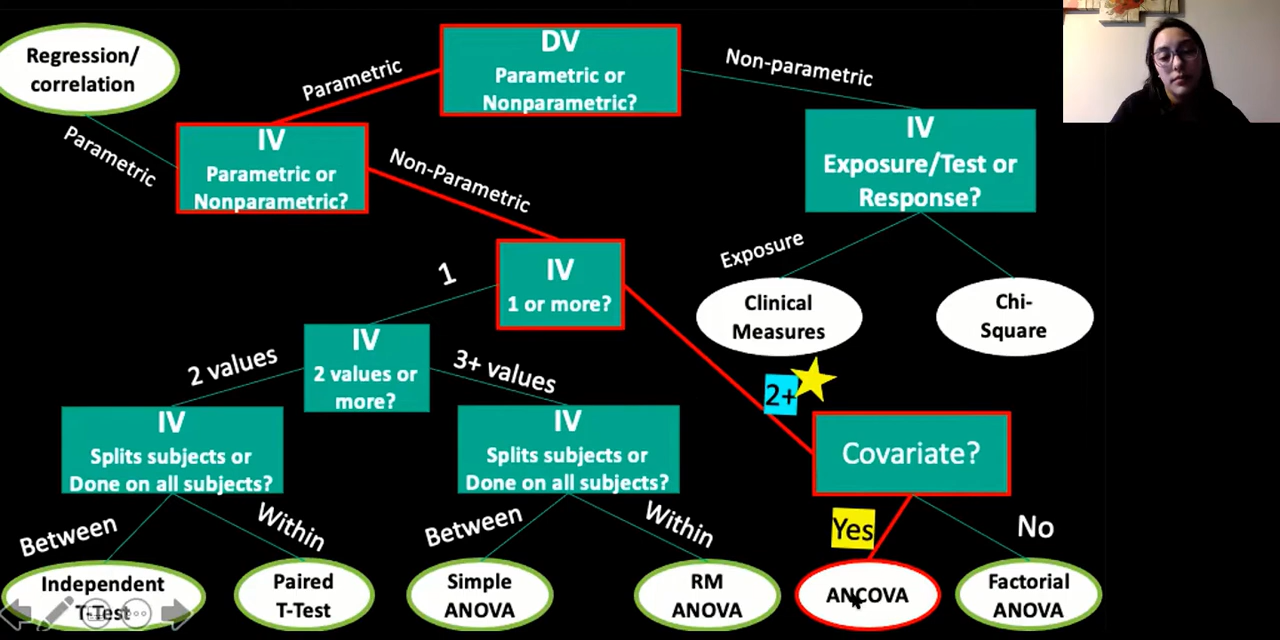 DV
Parametric or
Nonparametric?
Regression/
correlation
Parametric
Non-parametric
Parametric
IV
Parametric or
Nonparametric?
Non-Parametric
IV
Exposure/Test or
Response?
1
IV
1 or more?
Exposure
Clinical
Measures
Chi-
Square
2 values
IV
2 values or
more?
3+ values
2+
IV
Splits subjects or
Done on all subjects?
IV
Splits subjects or
Done on all subjects?
Covariate?
Between
Within
Between
Within
Yes
No
Independent
T-Test
Paired
T-Test
Simple
ANOVA
RM
ANOVA
ANCOVA
Factorial
ANOVA